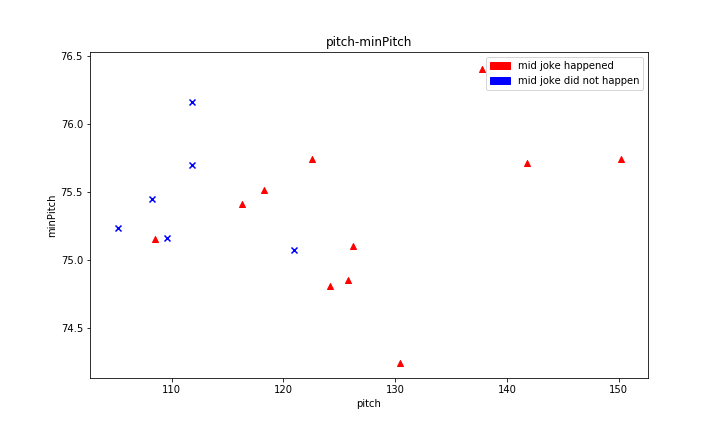 pitch-minPitch
76.5
76.0
75.5
75.0
74.5
minPitch
mid joke happened
mid joke did not happen
110 120 130 140 150
pitch